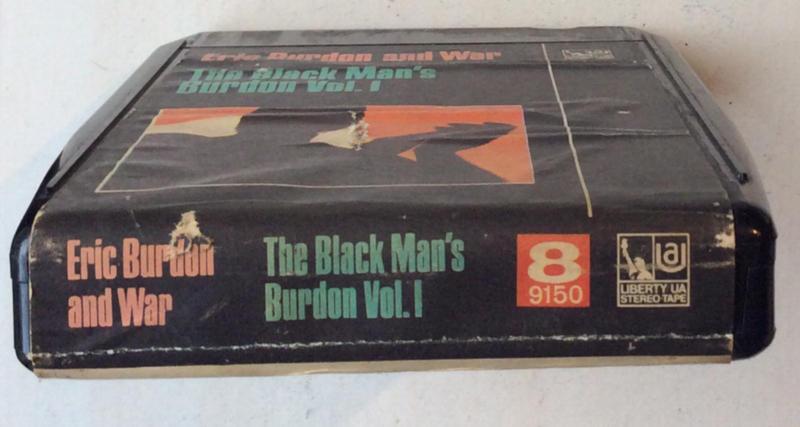 Eric Burdon and War
The Black Man's
Burdon Vol. I
Eric Burdon
and War
The Black Man's
Burdon Vol. I
8
9150
UA
LIBERTY UA
STEREO-TAPE